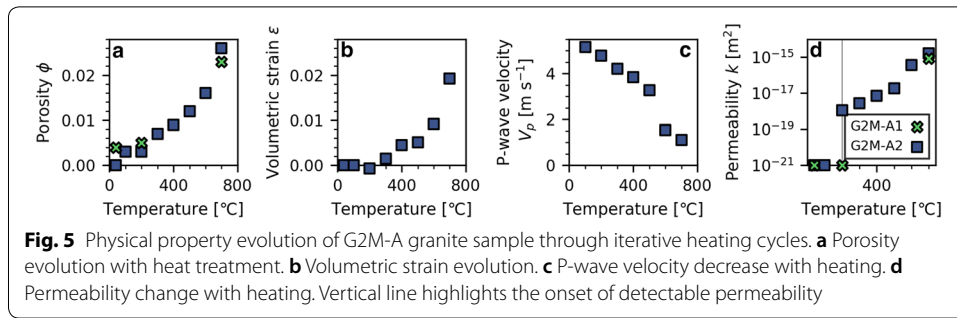 a
b
c
d
Porosity ϕ
0.02
0.01
0.00
0
400
800
Temperature [°C]
Volumetric strain ε
0.02
0.01
0.00
0
400
800
Temperature [°C]
P-wave velocity
Vp [m s−1]
4
2
0
0
400
800
Temperature [°C]
Permeability k [m2]
10−15
10−17
10−19
10−21
G2M-A1
G2M-A2
400
Temperature [°C]
Fig. 5 Physical property evolution of G2M-A granite sample through iterative heating cycles. a Porosity
evolution with heat treatment. b Volumetric strain evolution. c P-wave velocity decrease with heating. d
Permeability change with heating. Vertical line highlights the onset of detectable permeability